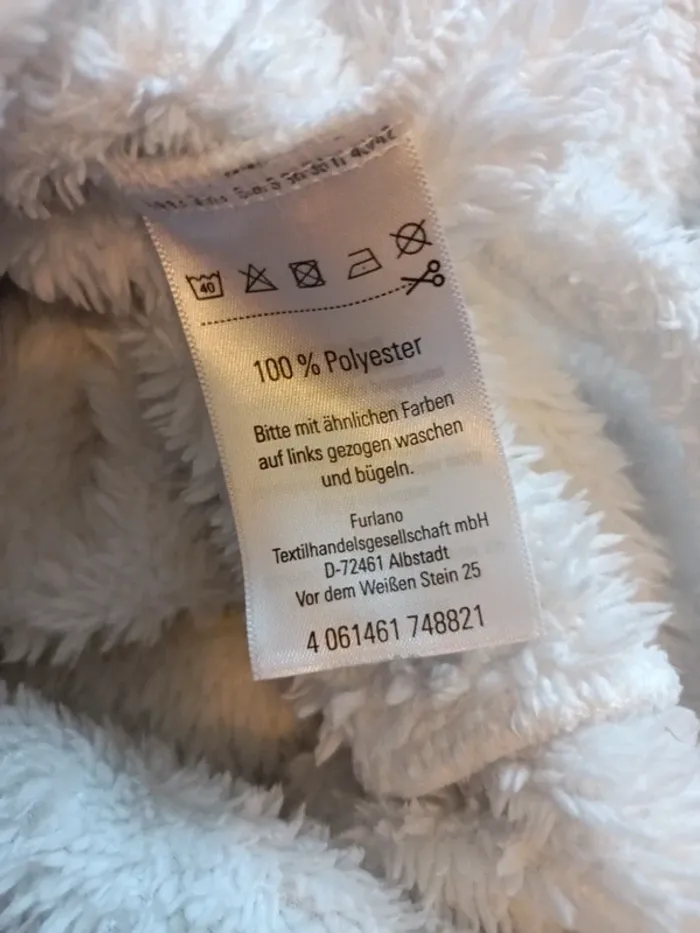 40
100 % Polyester
Bitte mit ähnlichen Farben
auf links gezogen waschen
und bügeln.
Furlano
Textilhandelsgesellschaft mbH
D-72461 Albstadt
Vor dem Weißen Stein 25
4 061461 748821